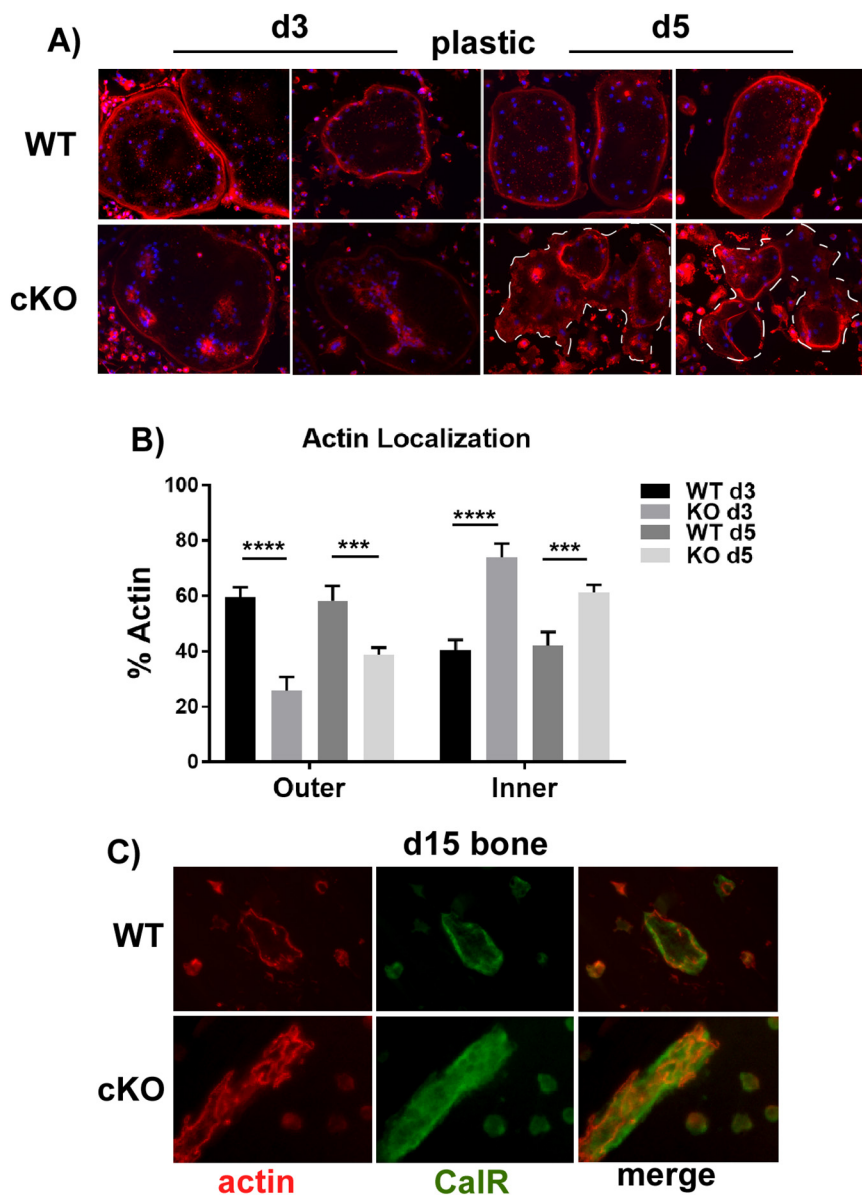 A)
d3
plastic
d5
WT
cKO
B)
Actin Localization
% Actin
100
80
60
40
20
0
****
***
****
***
WT d3
KO d3
WT d5
KO d5
Outer
Inner
C)
d15 bone
WT
cKO
actin
CalR
merge